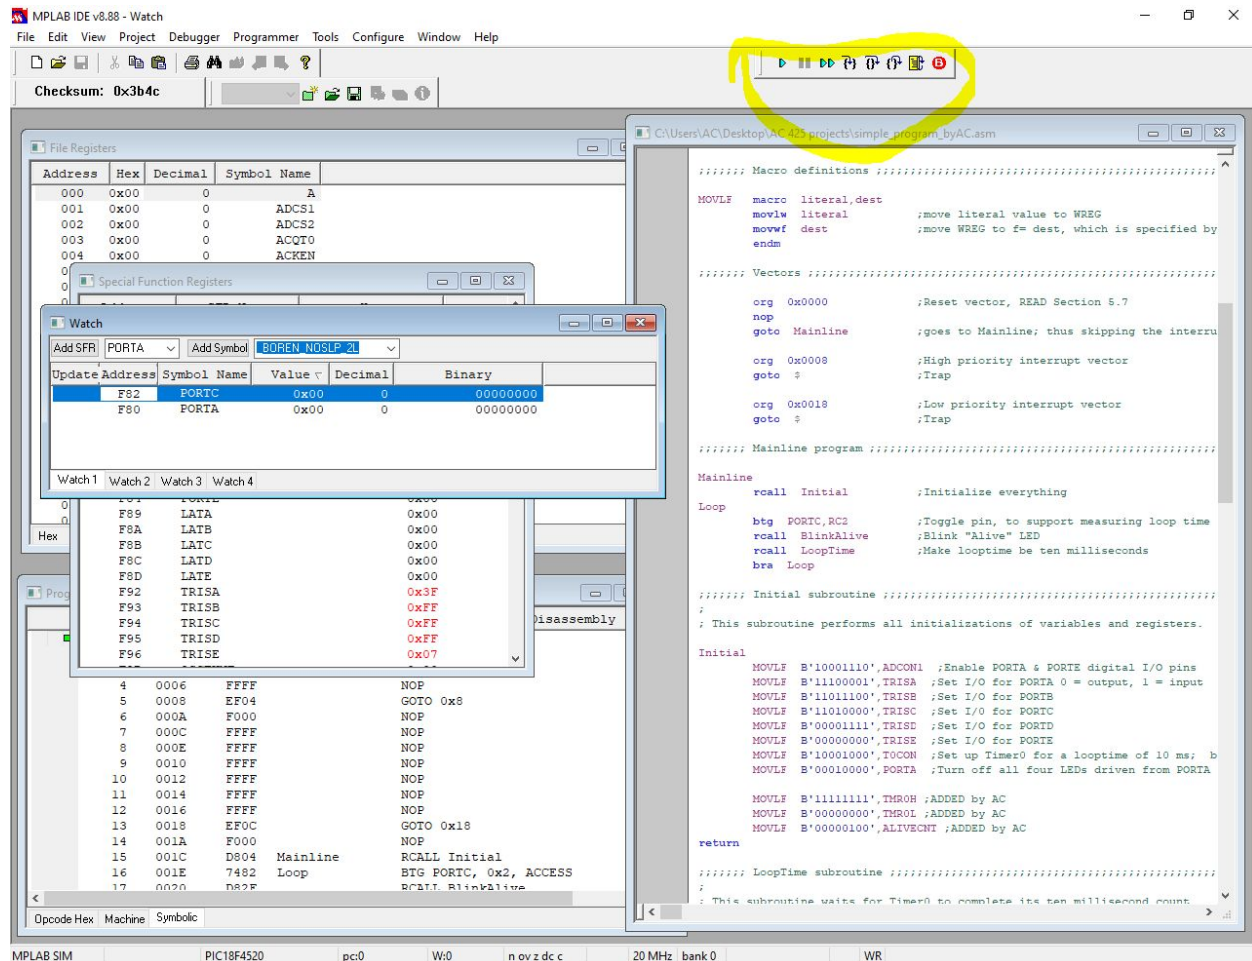 MPLAB IDE v8.88 - Watch
File Edit View Project Debugger Programmer Tools Configure Window Help
Checksum: 0x3b4c
File Registers
Address Hex Decimal Symbol Name
000 0x00 0 A
001 0x00 0 ADCS1
002 0x00 0 ADCS2
003 0x00 0 ACQT0
004 0x00 0 ACKEN
Special Function Registers
Watch
Add SFR PORTA Add Symbol _BOREN_NOSLP_2L
Update Address Symbol Name Value Decimal Binary
F82 PORTC 0x00 0 00000000
F80 PORTA 0x00 0 00000000
Watch 1 Watch 2 Watch 3 Watch 4
F89 LATA 0x00
F8A LATB 0x00
F8B LATC 0x00
F8C LATD 0x00
F8D LATE 0x00
F92 TRISA 0x3F
F93 TRISB 0xFF
F94 TRISC 0xFF
F95 TRISD 0xFF
F96 TRISE 0x07
Hex
Prog
Disassembly
4 0006 FFFF NOP
5 0008 EF04 GOTO 0x8
6 000A F000 NOP
7 000C FFFF NOP
8 000E FFFF NOP
9 0010 FFFF NOP
10 0012 FFFF NOP
11 0014 FFFF NOP
12 0016 FFFF NOP
13 0018 EF0C GOTO 0x18
14 001A F000 NOP
15 001C D804 Mainline RCALL Initial
16 001E 7482 Loop BTG PORTC, 0x2, ACCESS
17 0020 D82F RCALL BlinkAlive
Opcode Hex Machine Symbolic
C:\Users\AC\Desktop\AC 425 projects\simple_program_byAC.asm
;;;;;;; Macro definitions ;;;;;;;;;;;;;;;;;;;;;;;;;;;;;;;;;;;;;;;;;;;;;;;;;;
MOVLF macro literal,dest
movlw literal ;move literal value to WREG
movwf dest ;move WREG to f= dest, which is specified by
endm
;;;;;;; Vectors ;;;;;;;;;;;;;;;;;;;;;;;;;;;;;;;;;;;;;;;;;;;;;;;;;;;;;;;;;;;;
org 0x0000 ;Reset vector, READ Section 5.7
nop
goto Mainline ;goes to Mainline; thus skipping the interru
org 0x0008 ;High priority interrupt vector
goto $ ;Trap
org 0x0018 ;Low priority interrupt vector
goto $ ;Trap
;;;;;;; Mainline program ;;;;;;;;;;;;;;;;;;;;;;;;;;;;;;;;;;;;;;;;;;;;;;;;;;;
Mainline
rcall Initial ;Initialize everything
Loop
btg PORTC,RC2 ;Toggle pin, to support measuring loop time
rcall BlinkAlive ;Blink "Alive" LED
rcall LoopTime ;Make looptime be ten milliseconds
bra Loop
;;;;;;; Initial subroutine ;;;;;;;;;;;;;;;;;;;;;;;;;;;;;;;;;;;;;;;;;;;;;;;;;
;
; This subroutine performs all initializations of variables and registers.
Initial
MOVLF B'10001110',ADCON1 ;Enable PORTA & PORTE digital I/O pins
MOVLF B'11100001',TRISA ;Set I/O for PORTA 0 = output, 1 = input
MOVLF B'11011100',TRISB ;Set I/O for PORTB
MOVLF B'11010000',TRISC ;Set I/0 for PORTC
MOVLF B'00001111',TRISD ;Set I/O for PORTD
MOVLF B'00000000',TRISE ;Set I/O for PORTE
MOVLF B'10001000',T0CON ;Set up Timer0 for a looptime of 10 ms; b
MOVLF B'00010000',PORTA ;Turn off all four LEDs driven from PORTA
MOVLF B'11111111',TMR0H ;ADDED by AC
MOVLF B'00000000',TMR0L ;ADDED by AC
MOVLF B'00000100',ALIVECNT ;ADDED by AC
return
;;;;;;; LoopTime subroutine ;;;;;;;;;;;;;;;;;;;;;;;;;;;;;;;;;;;;;;;;;;;;;;;;
;
; This subroutine waits for Timer0 to complete its ten millisecond count
MPLAB SIM PIC18F4520 pc:0 W:0 n ov z dc c 20 MHz bank 0 WR